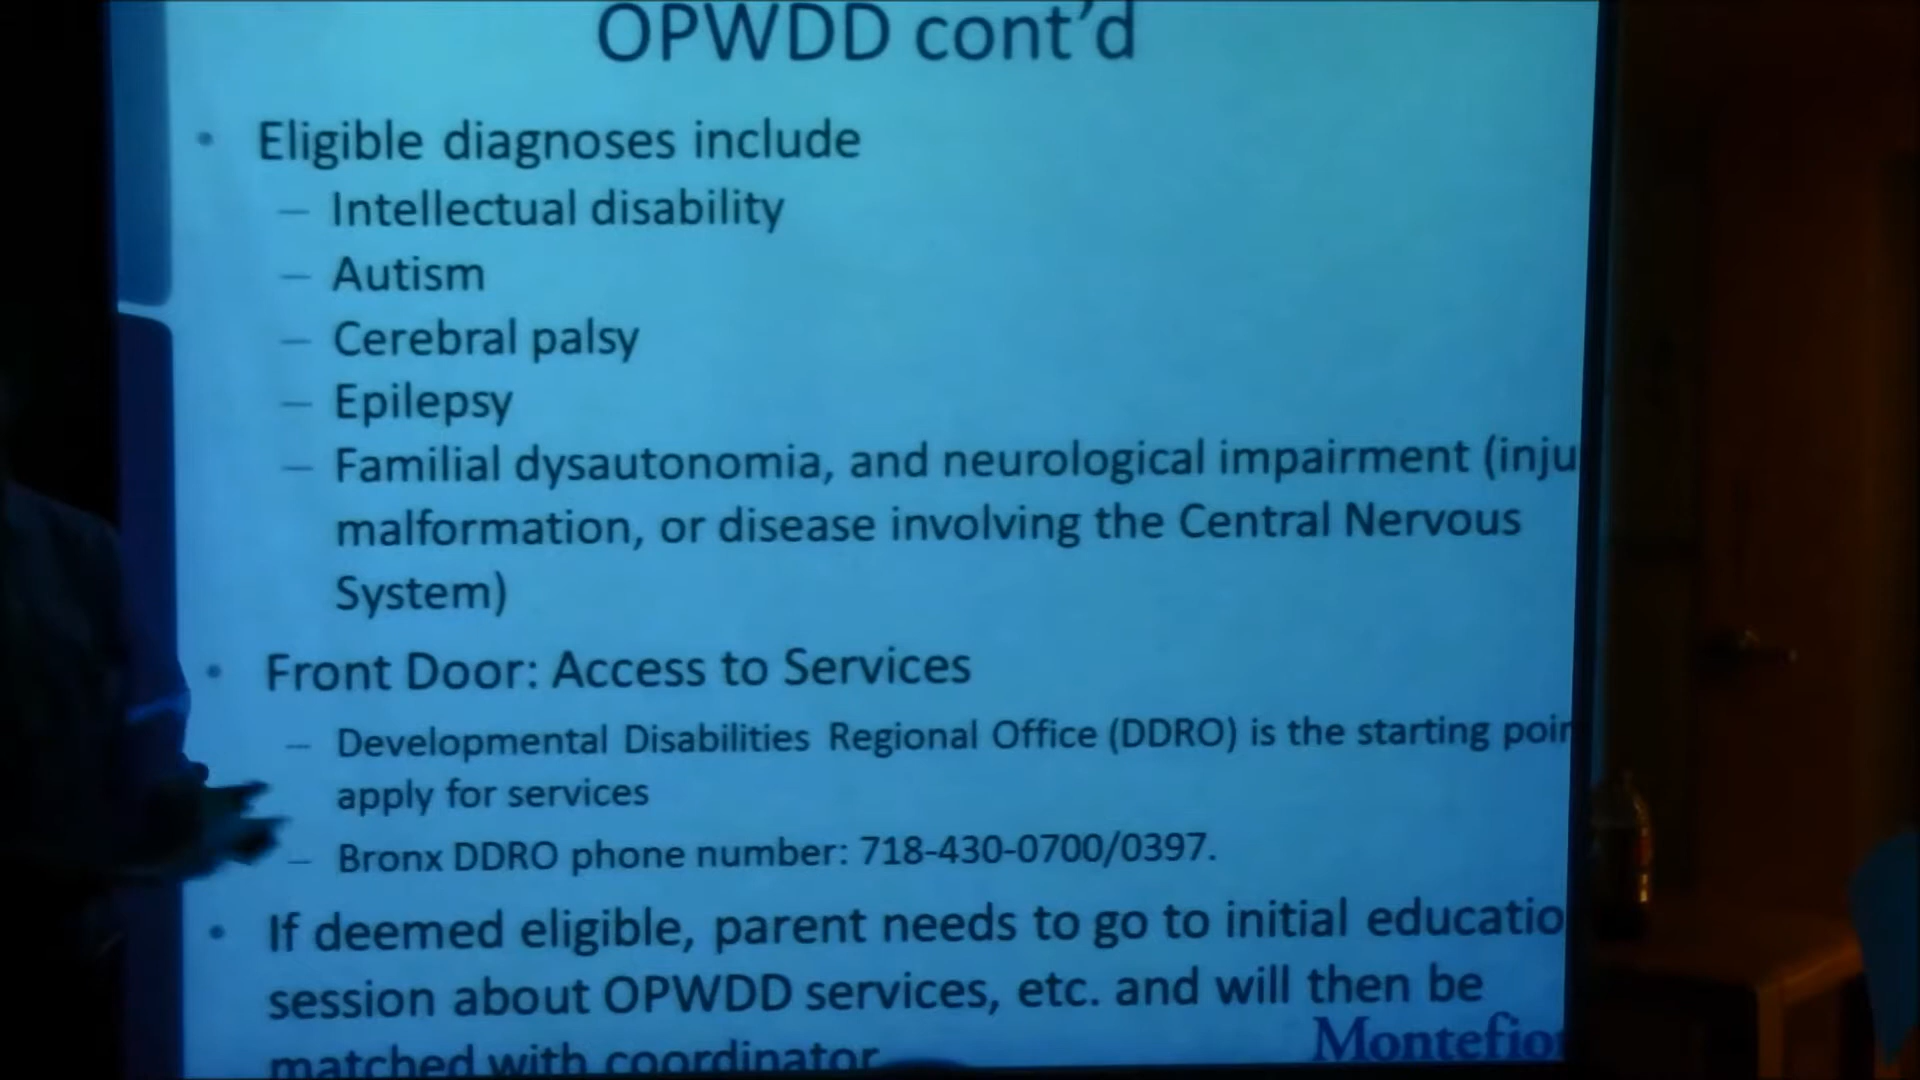 OPWDD cont'd
• Eligible diagnoses include
– Intellectual disability
– Autism
– Cerebral palsy
– Epilepsy
– Familial dysautonomia, and neurological impairment (inju
malformation, or disease involving the Central Nervous
System)
• Front Door: Access to Services
– Developmental Disabilities Regional Office (DDRO) is the starting poin
apply for services
– Bronx DDRO phone number: 718-430-0700/0397.
• If deemed eligible, parent needs to go to initial educatio
session about OPWDD services, etc. and will then be
matched with coordinator
Montefio